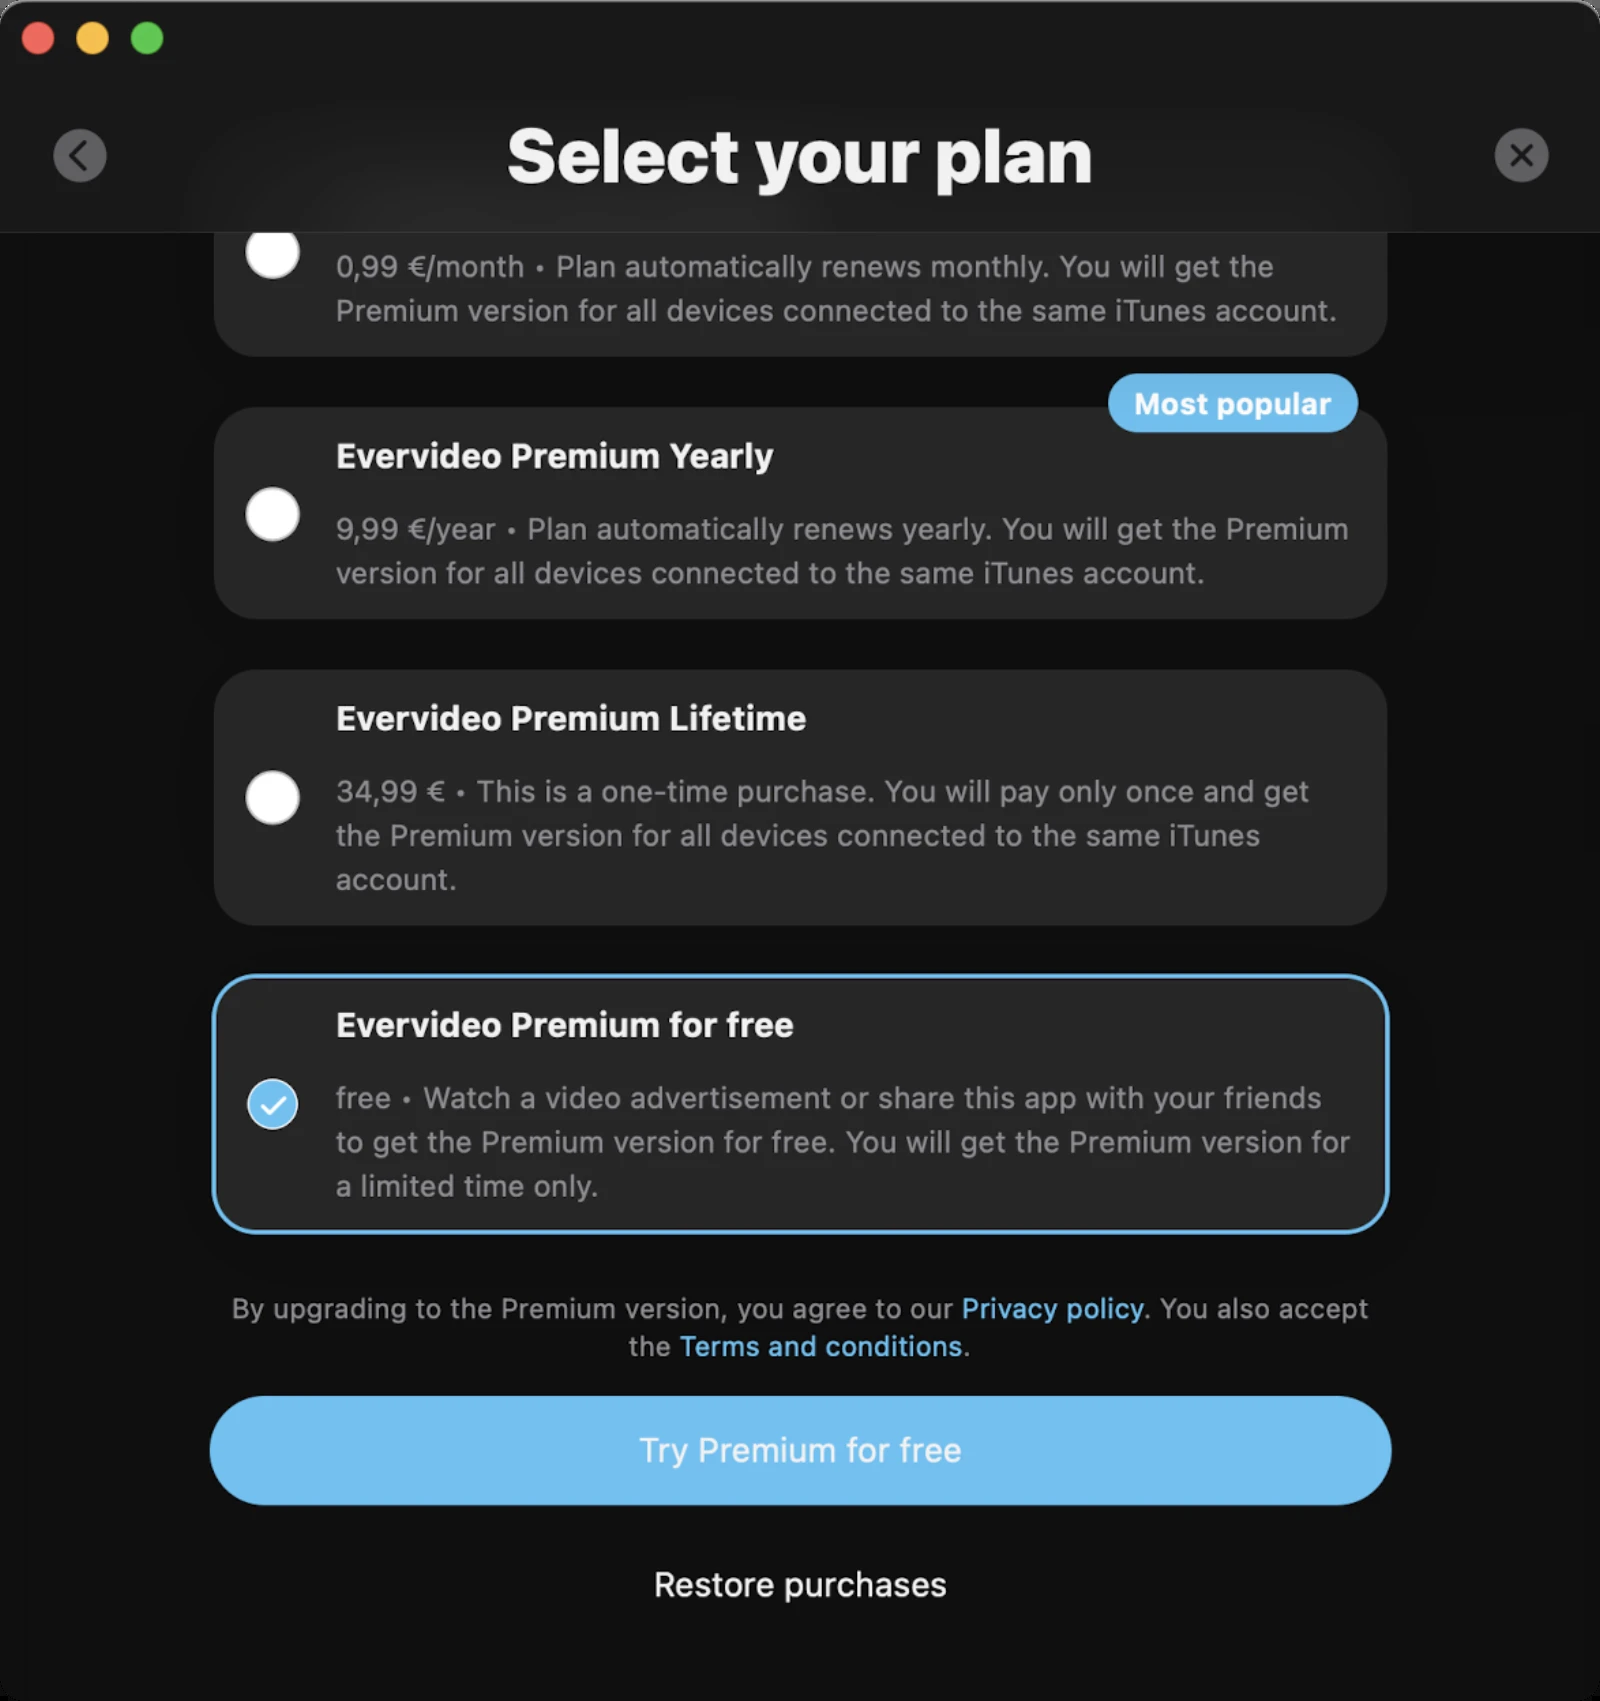 Select your plan
0,99 €/month • Plan automatically renews monthly. You will get the
Premium version for all devices connected to the same iTunes account.
Most popular
Evervideo Premium Yearly
9,99 €/year • Plan automatically renews yearly. You will get the Premium
version for all devices connected to the same iTunes account.
Evervideo Premium Lifetime
34,99 € • This is a one-time purchase. You will pay only once and get
the Premium version for all devices connected to the same iTunes
account.
Evervideo Premium for free
free • Watch a video advertisement or share this app with your friends
to get the Premium version for free. You will get the Premium version for
a limited time only.
By upgrading to the Premium version, you agree to our Privacy policy. You also accept
the Terms and conditions.
Try Premium for free
Restore purchases